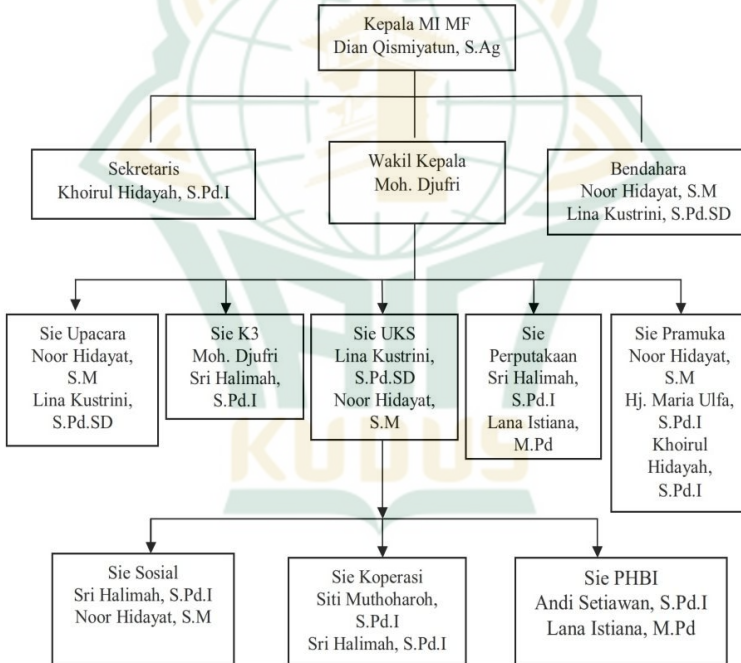 Kepala MI MF
Dian Qismiyatun, S.Ag
Sekretaris
Khoirul Hidayah, S.Pd.I
Wakil Kepala
Moh. Djufri
Bendahara
Noor Hidayat, S.M
Lina Kustrini, S.Pd.SD
Sie Upacara
Noor Hidayat,
S.M
Lina Kustrini,
S.Pd.SD
Sie K3
Moh. Djufri
Sri Halimah,
S.Pd.I
Sie UKS
Lina Kustrini,
S.Pd.SD
Noor Hidayat,
S.M
Sie
Perputakaan
Sri Halimah,
S.Pd.I
Lana Istiana,
M.Pd
Sie Pramuka
Noor Hidayat,
S.M
Hj. Maria Ulfa,
S.Pd.I
Khoirul
Hidayah,
S.Pd.I
KUDUS
Sie Sosial
Sri Halimah, S.Pd.I
Noor Hidayat, S.M
Sie Koperasi
Siti Muthoharoh,
S.Pd.I
Sri Halimah, S.Pd.I
Sie PHBI
Andi Setiawan, S.Pd.I
Lana Istiana, M.Pd